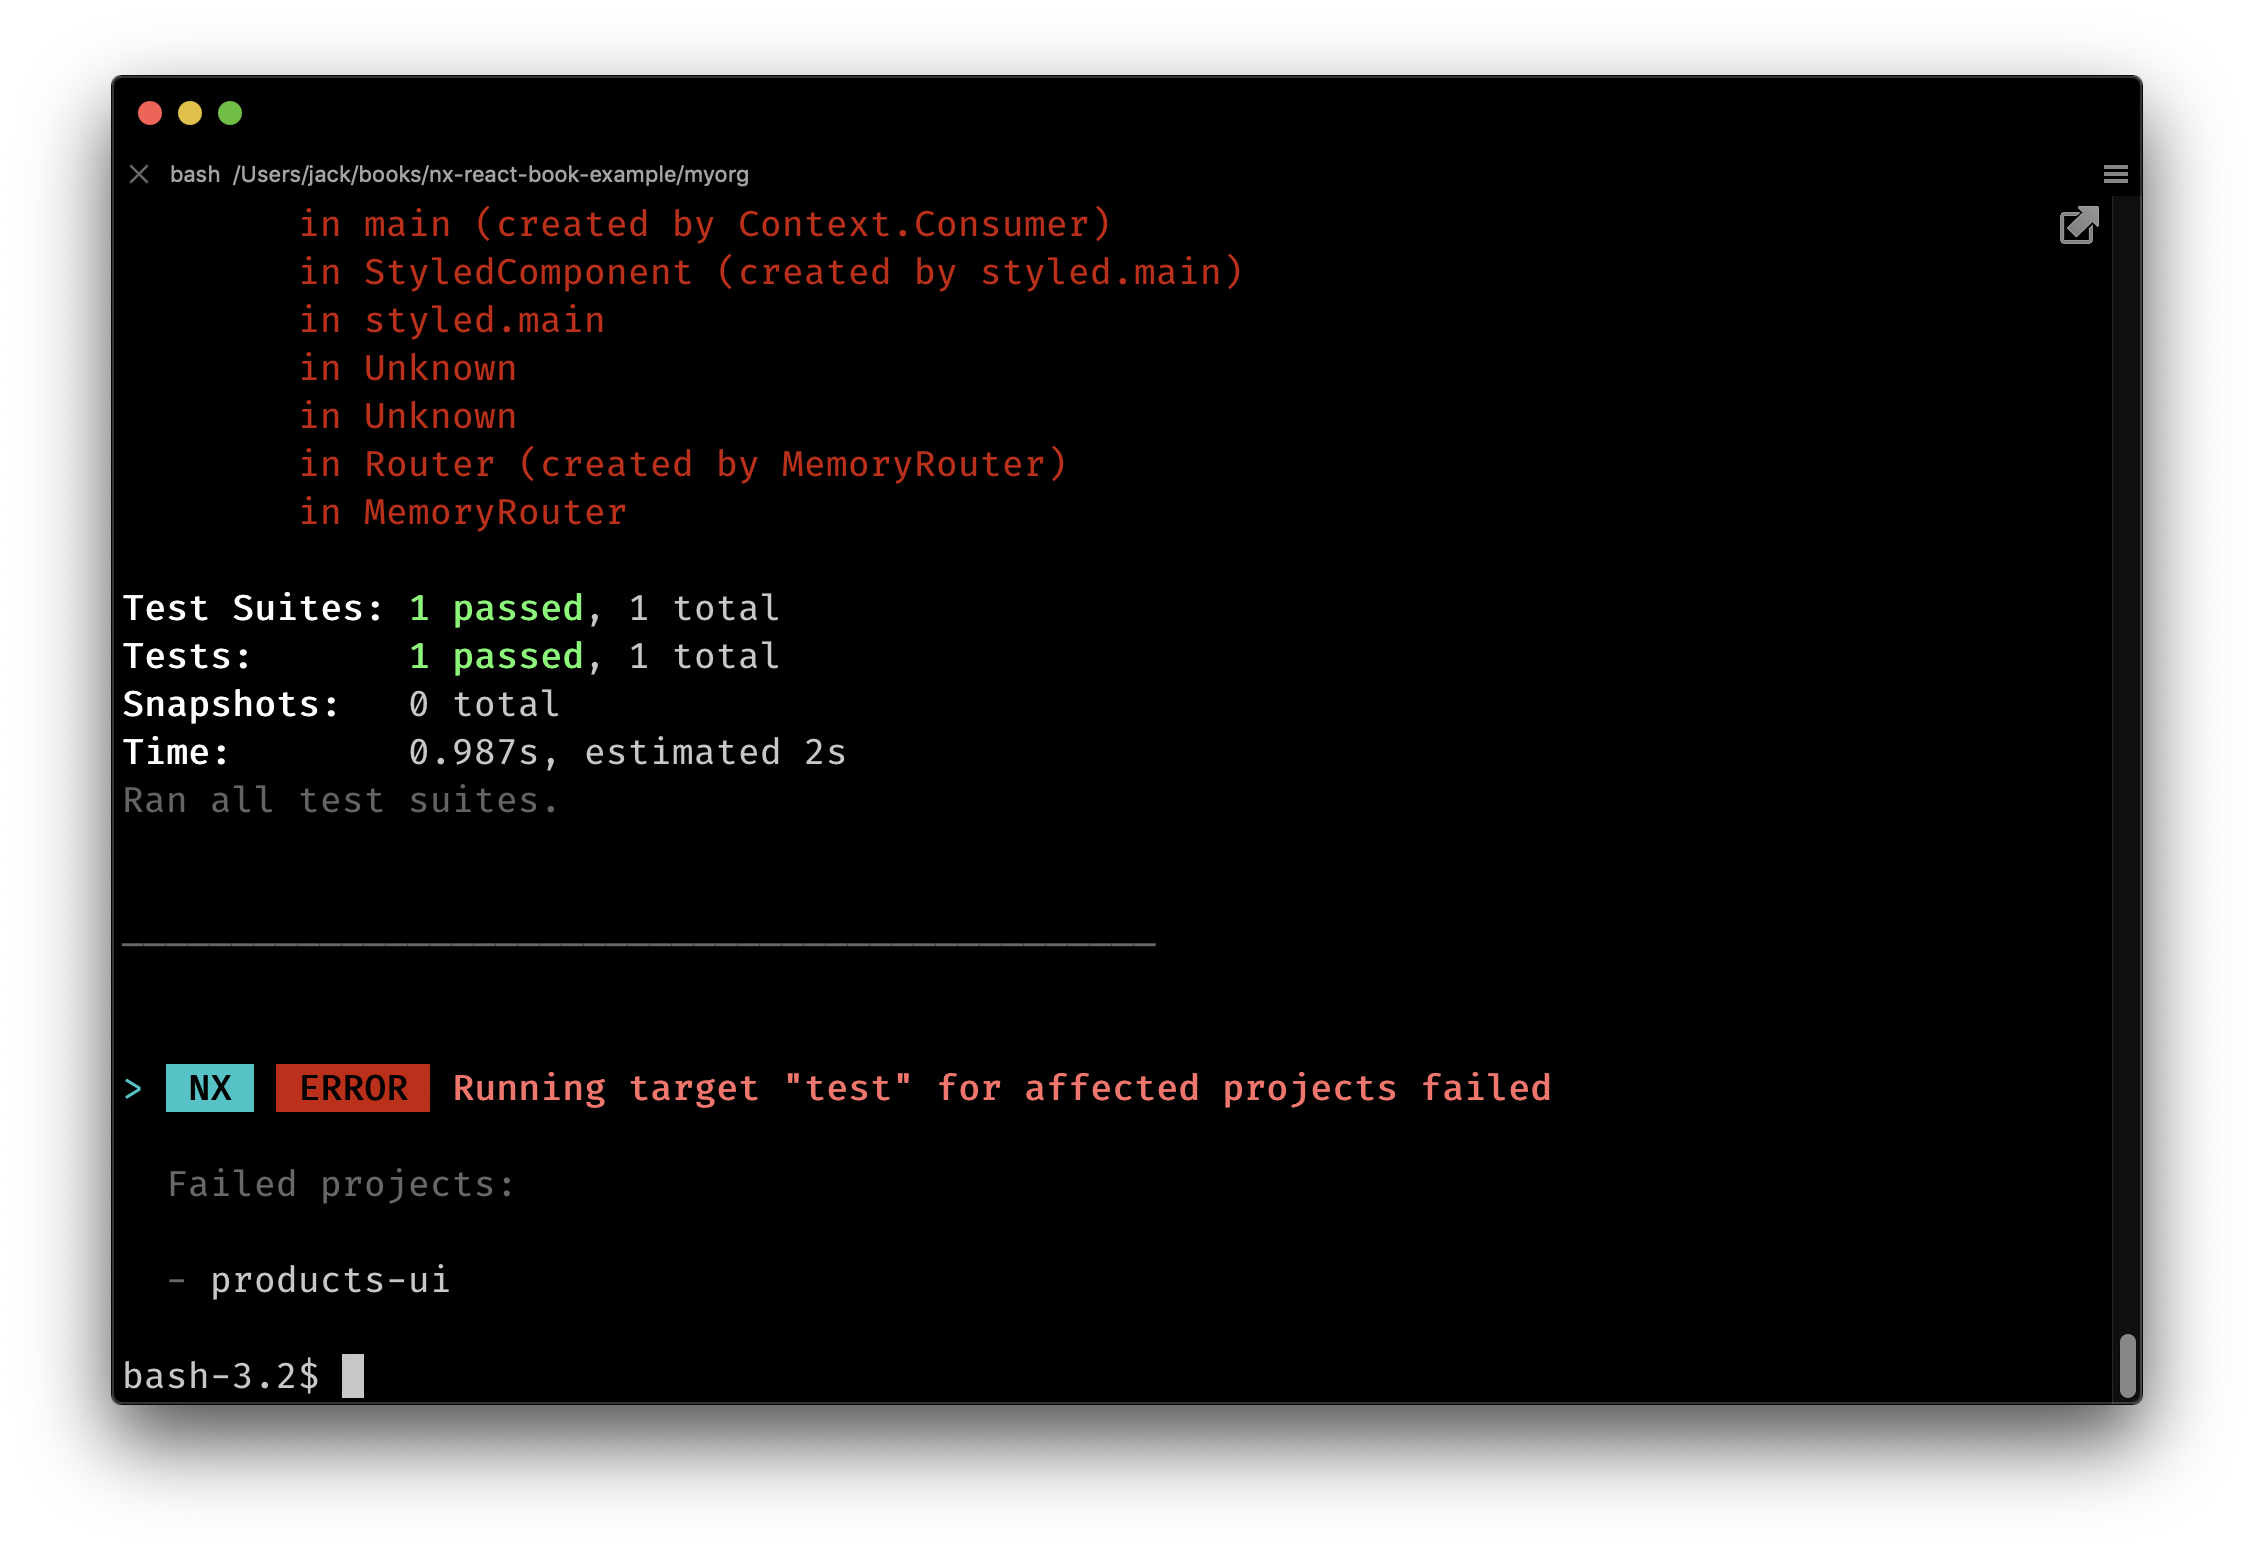 bash /Users/jack/books/nx-react-book-example/myorg
in main (created by Context.Consumer)
in StyledComponent (created by styled.main)
in styled.main
in Unknown
in Unknown
in Router (created by MemoryRouter)
in MemoryRouter
Test Suites: 1 passed, 1 total
Tests: 1 passed, 1 total
Snapshots: 0 total
Time: 0.987s, estimated 2s
Ran all test suites.
> NX ERROR Running target "test" for affected projects failed
Failed projects:
- products-ui
bash-3.2$